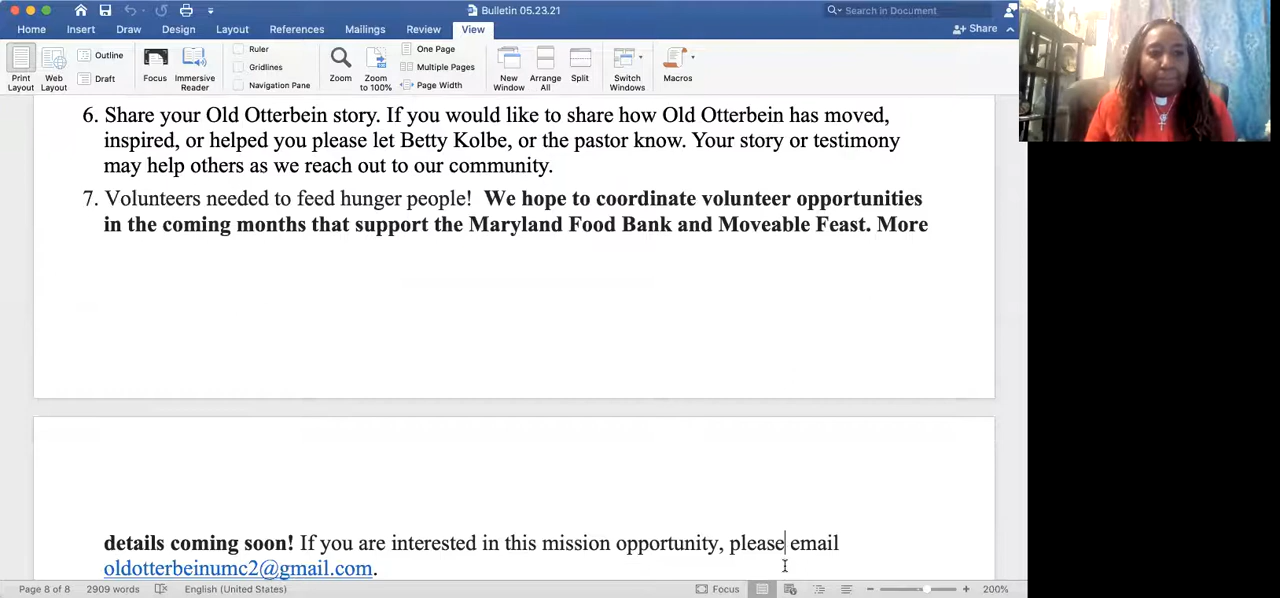 Bulletin 05.23.21
Search in Document
Home Insert Draw Design Layout References Mailings Review View
Share
Print Layout
Web Layout
Outline
Draft
Focus
Immersive Reader
Ruler
Gridlines
Navigation Pane
Zoom
Zoom to 100%
One Page
Multiple Pages
Page Width
New Window
Arrange All
Split
Switch Windows
Macros
6. Share your Old Otterbein story. If you would like to share how Old Otterbein has moved,
inspired, or helped you please let Betty Kolbe, or the pastor know. Your story or testimony
may help others as we reach out to our community.
7. Volunteers needed to feed hunger people! We hope to coordinate volunteer opportunities
in the coming months that support the Maryland Food Bank and Moveable Feast. More
details coming soon! If you are interested in this mission opportunity, please email
oldotterbeinumc2@gmail.com.
Page 8 of 8 2909 words English (United States) Focus 200%